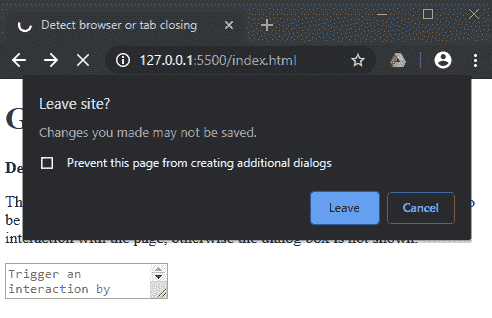 Detect browser or tab closing
127.0.0.1:5500/index.html
Leave site?
Changes you made may not be saved.
Prevent this page from creating additional dialogs
Leave
Cancel
G
De
Th
be
interaction with the page, otherwise the dialog box is not shown.
Trigger an
interaction by